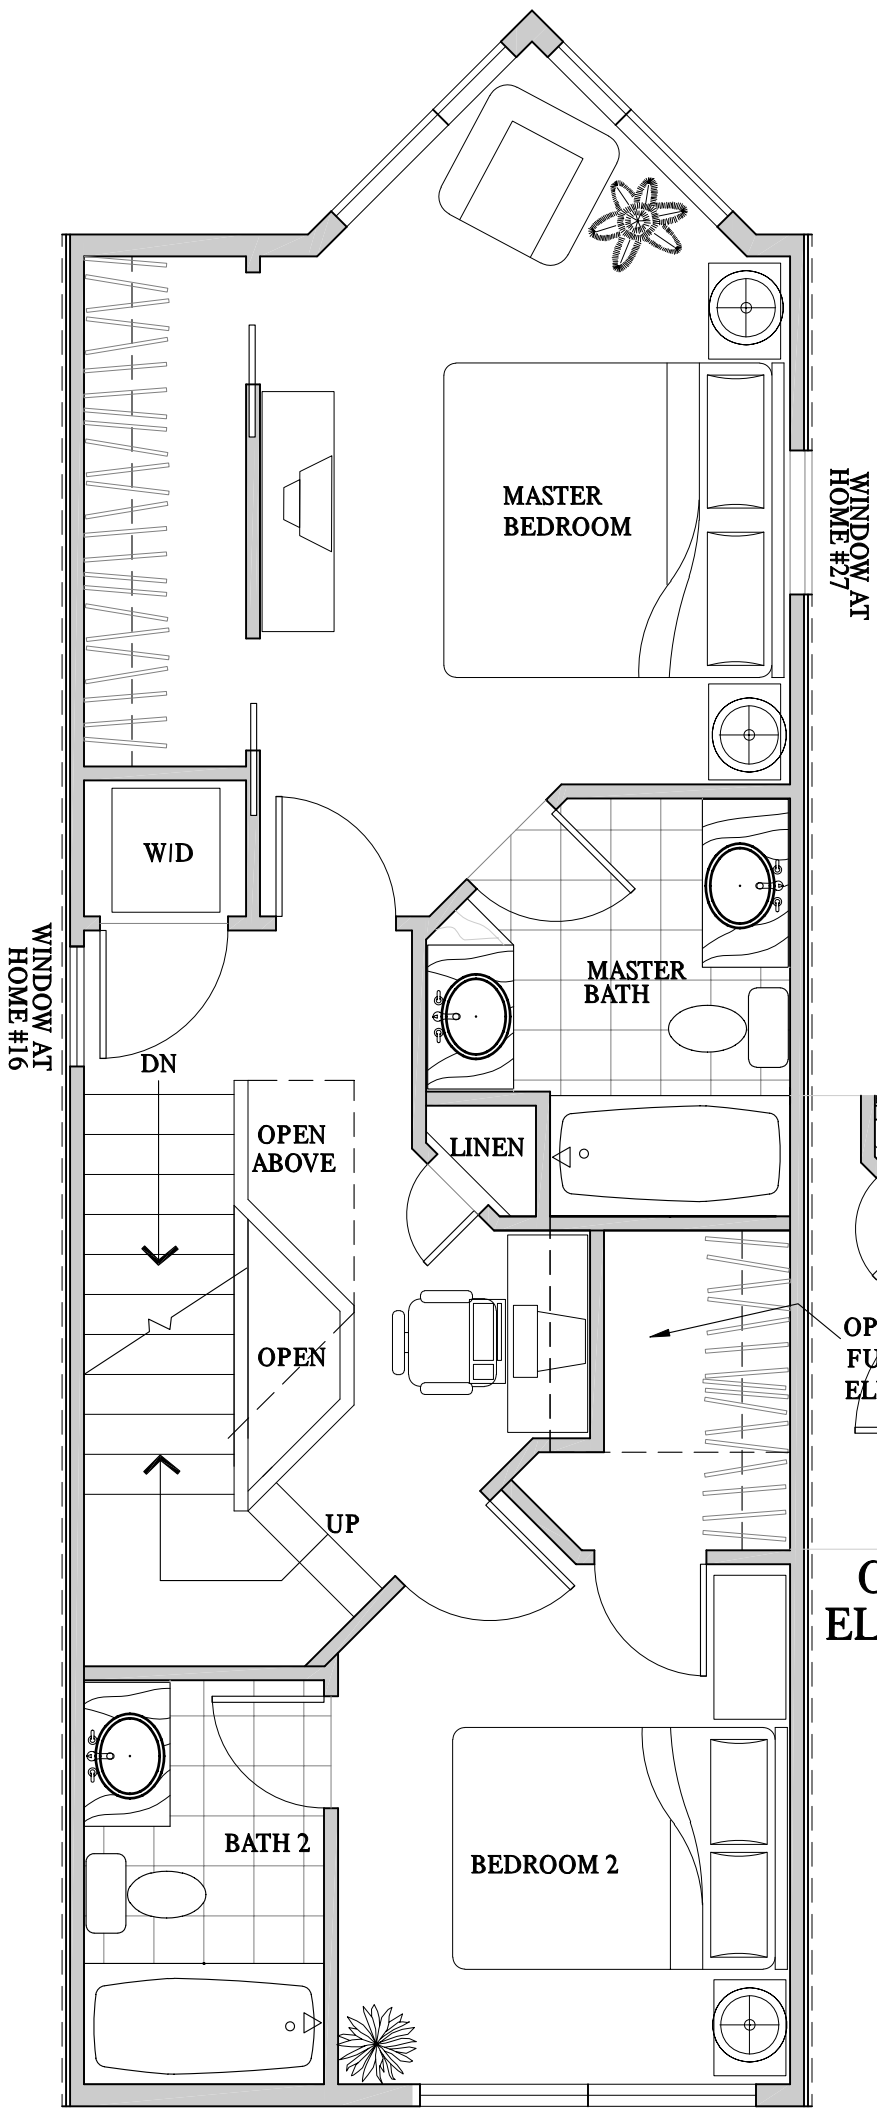 MASTER
BEDROOM
WINDOW AT
HOME #27
W/D
WINDOW AT
HOME #16
MASTER
BATH
DN
OPEN
ABOVE
LINEN
OPEN
UP
BATH 2
BEDROOM 2